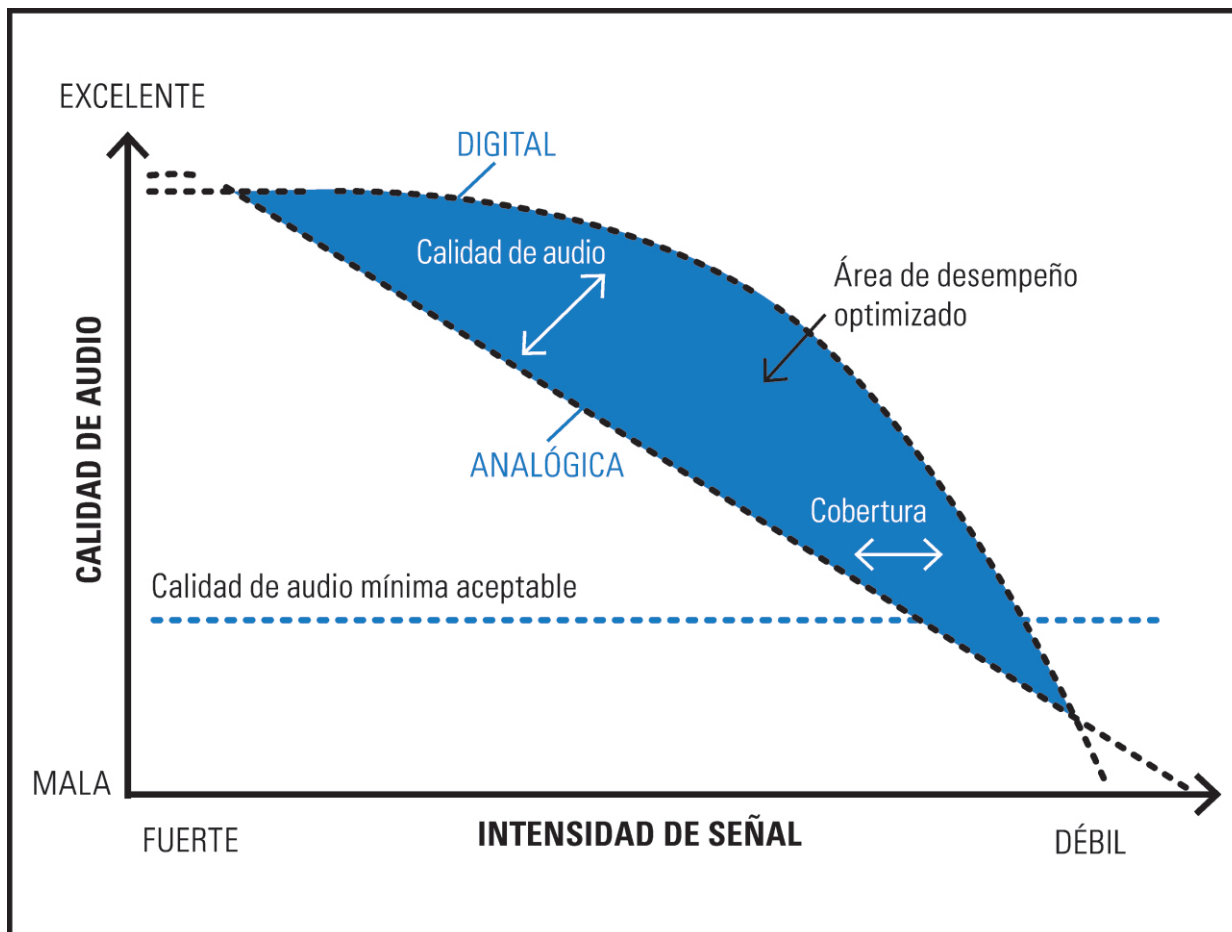 EXCELENTE
DIGITAL
Calidad de audio
Área de desempeño
optimizado
CALIDAD DE AUDIO
ANALÓGICA
Cobertura
Calidad de audio mínima aceptable
MALA
FUERTE
INTENSIDAD DE SEÑAL
DÉBIL